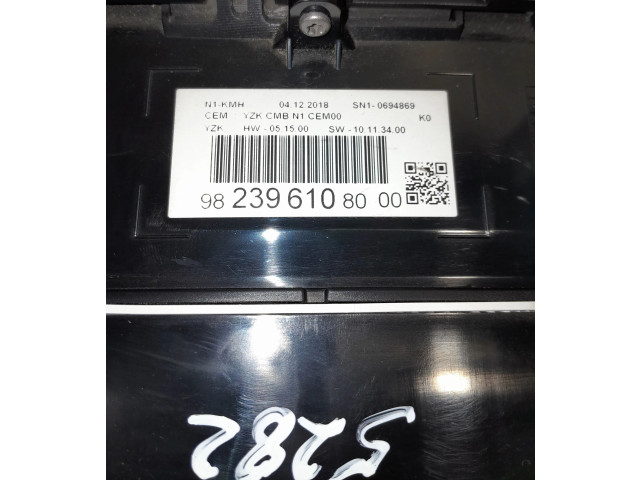 N1-KMH 04.12.2018 SN1- 0694869
CEM YZK CMB N1 CEM00 K0
YZK HW - 05.15.00 SW - 10.11.34.00
98 239 610 80 00
5282